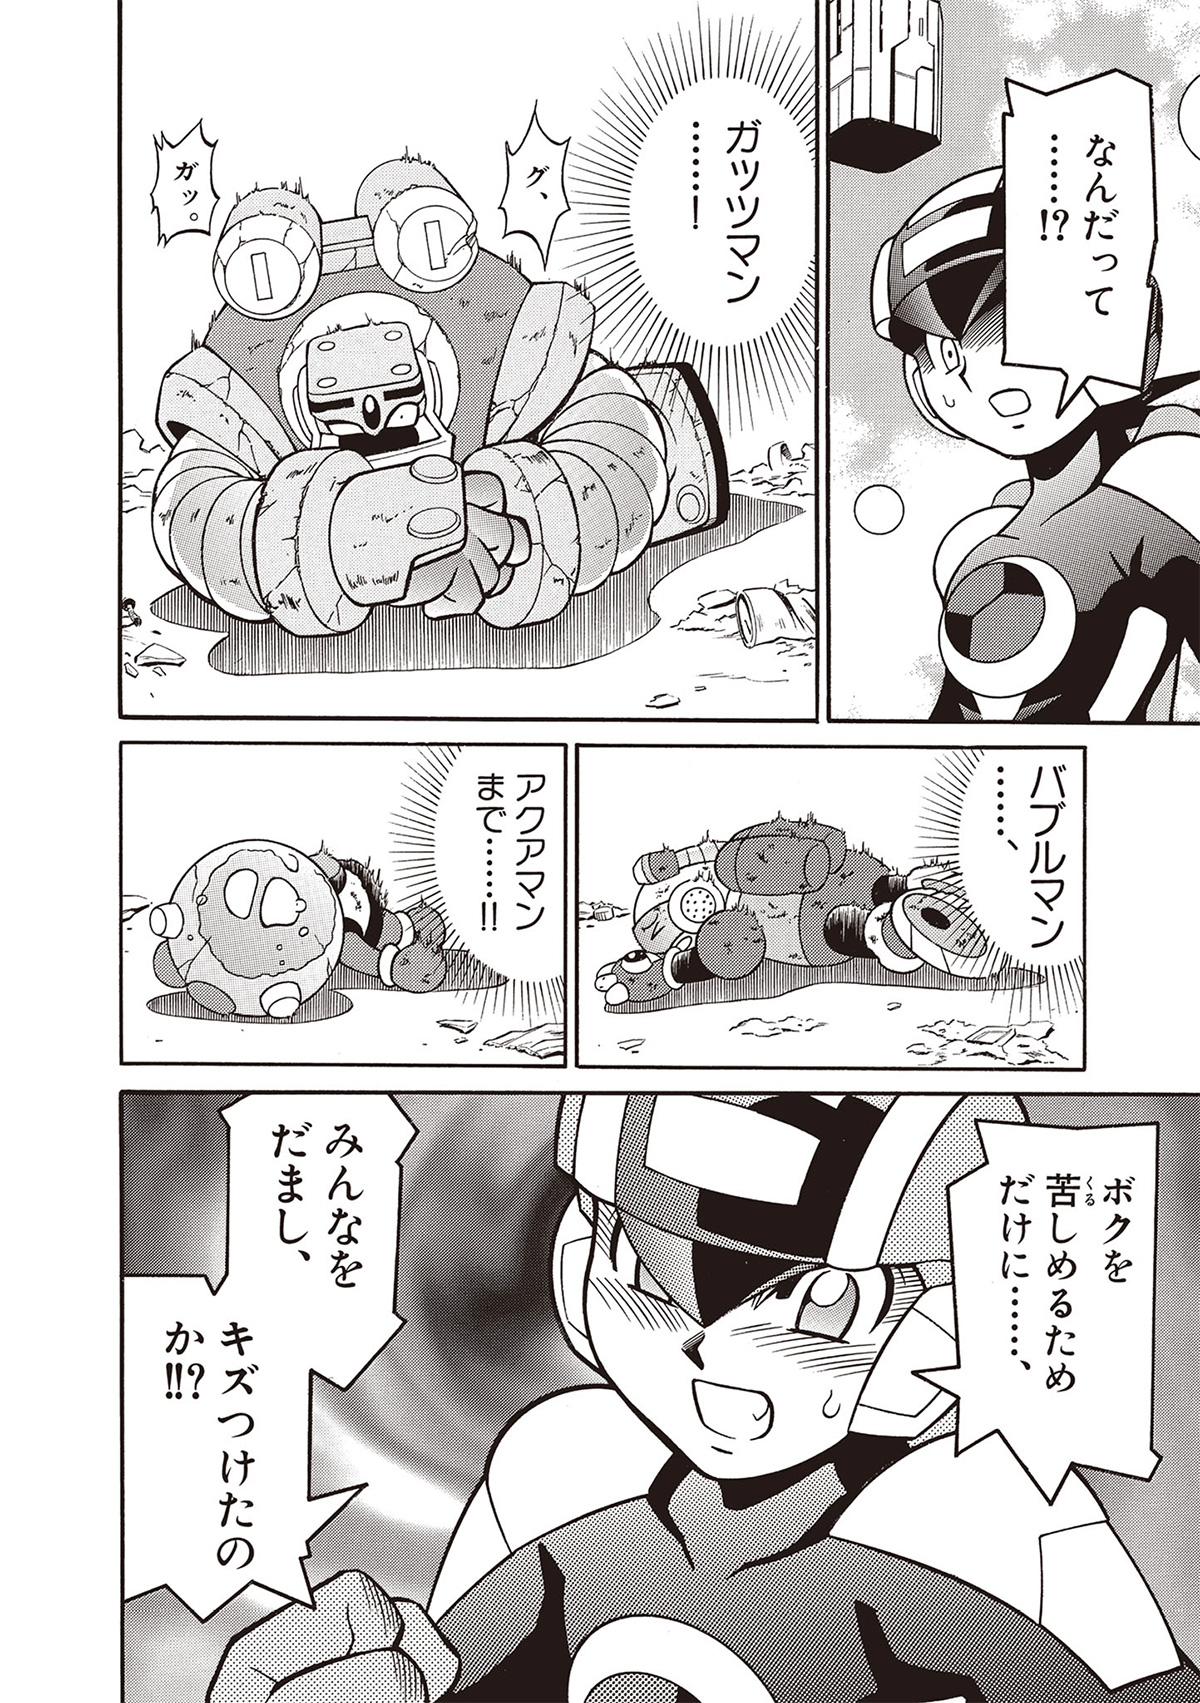 なんだって
………!?
ガッツマン
………!
グ、
ガッ。
バブルマン
………、
アクアマン
まで………!!
ボクを
苦しめるため
くる
だけに………、
みんなを
だまし、
キズつけたの
か!!?
N